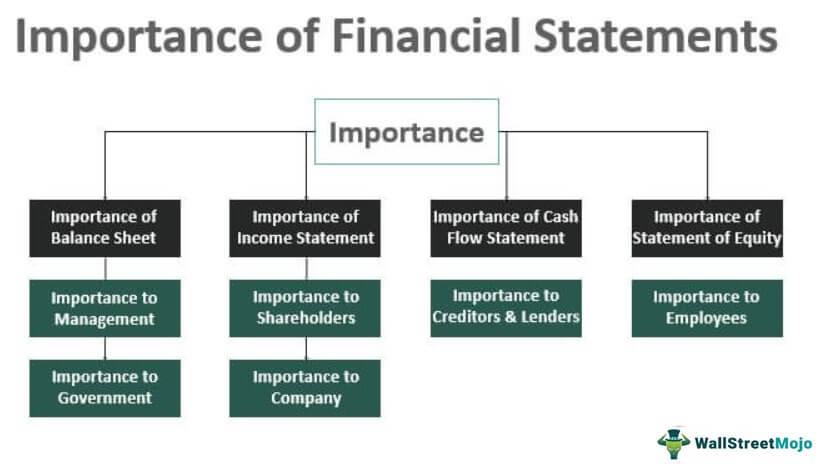 Importance of Financial Statements
Importance
Importance of
Balance Sheet
Importance of
Income Statement
Importance of Cash
Flow Statement
Importance of
Statement of Equity
Importance to
Management
Importance to
Shareholders
Importance to
Creditors & Lenders
Importance to
Employees
Importance to
Government
Importance to
Company
WallStreetMojo